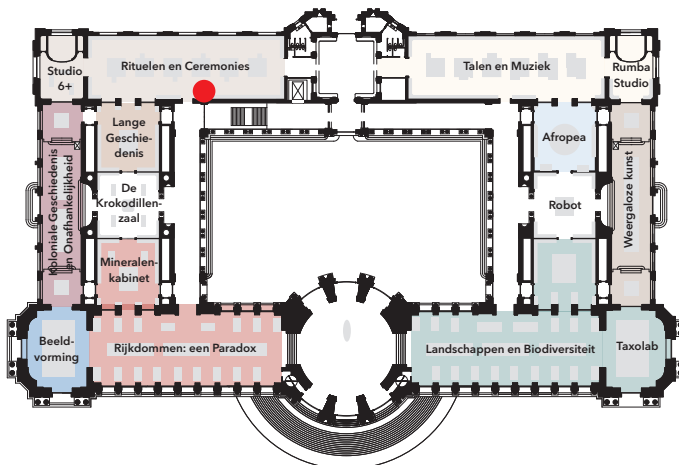 Studio
6+
Rituelen en Ceremonies
Talen en Muziek
Rumba
Studio
Lange
Geschie-
denis
Afropea
Koloniale Geschiedenis
en Onafhankelijkheid
De
Krokodillen-
zaal
Robot
Weergaloze kunst
Mineralen-
kabinet
Beeld-
vorming
Rijkdommen: een Paradox
Landschappen en Biodiversiteit
Taxolab